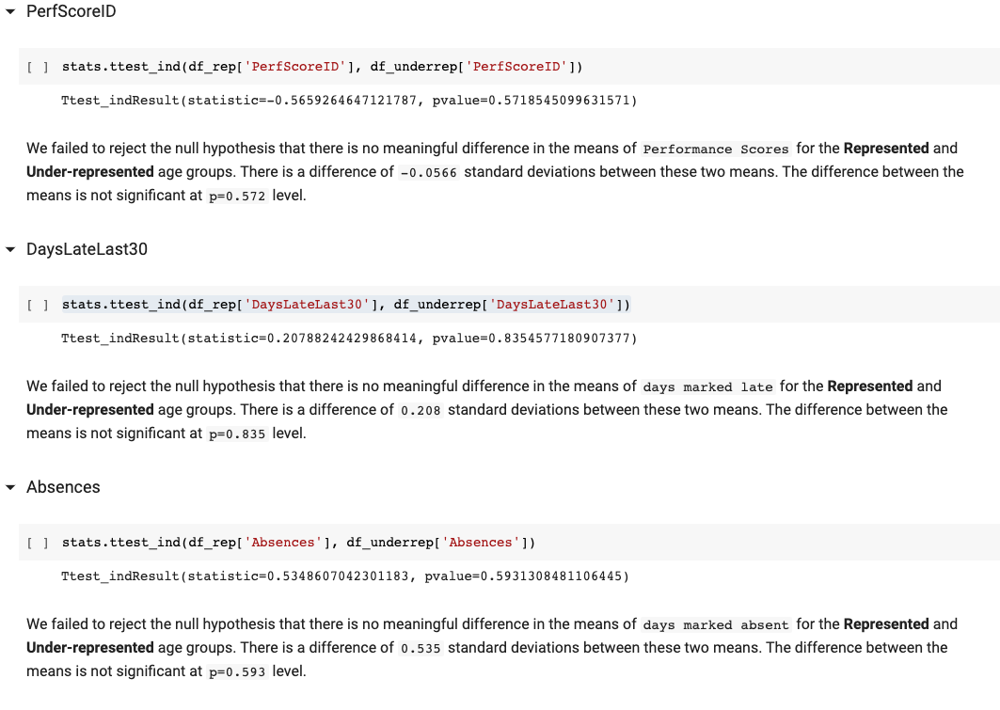 PerfScoreID
[ ] stats.ttest_ind(df_rep['PerfScoreID'], df_underrep['PerfScoreID'])
Ttest_indResult(statistic=-0.5659264647121787, pvalue=0.5718545099631571)
We failed to reject the null hypothesis that there is no meaningful difference in the means of Performance Scores for the Represented and
Under-represented age groups. There is a difference of -0.0566 standard deviations between these two means. The difference between the
means is not significant at p=0.572 level.
DaysLateLast30
[ ] stats.ttest_ind(df_rep['DaysLateLast30'], df_underrep['DaysLateLast30'])
Ttest_indResult(statistic=0.20788242429868414, pvalue=0.8354577180907377)
We failed to reject the null hypothesis that there is no meaningful difference in the means of days marked late for the Represented and
Under-represented age groups. There is a difference of 0.208 standard deviations between these two means. The difference between the
means is not significant at p=0.835 level.
Absences
[ ] stats.ttest_ind(df_rep['Absences'], df_underrep['Absences'])
Ttest_indResult(statistic=0.5348607042301183, pvalue=0.5931308481106445)
We failed to reject the null hypothesis that there is no meaningful difference in the means of days marked absent for the Represented and
Under-represented age groups. There is a difference of 0.535 standard deviations between these two means. The difference between the
means is not significant at p=0.593 level.